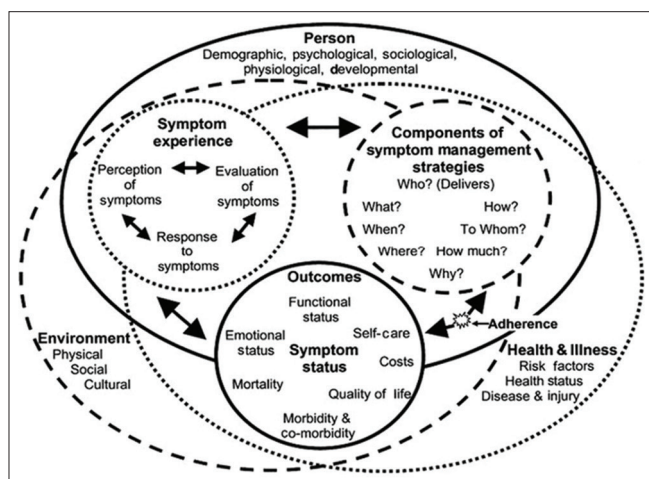 Person
Demographic, psychological, sociological,
physiological, developmental
Symptom
experience
Perception
of
symptoms
Evaluation
of
symptoms
Response
to
symptoms
Components of
symptom management
strategies
Who? (Delivers)
What?
How?
When?
To Whom?
Where?
How much?
Why?
Outcomes
Functional
status
Emotional
status
Self-care
Symptom
status
Costs
Mortality
Quality of life
Morbidity &
co-morbidity
Adherence
Environment
Physical
Social
Cultural
Health & Illness
Risk factors
Health status
Disease & injury